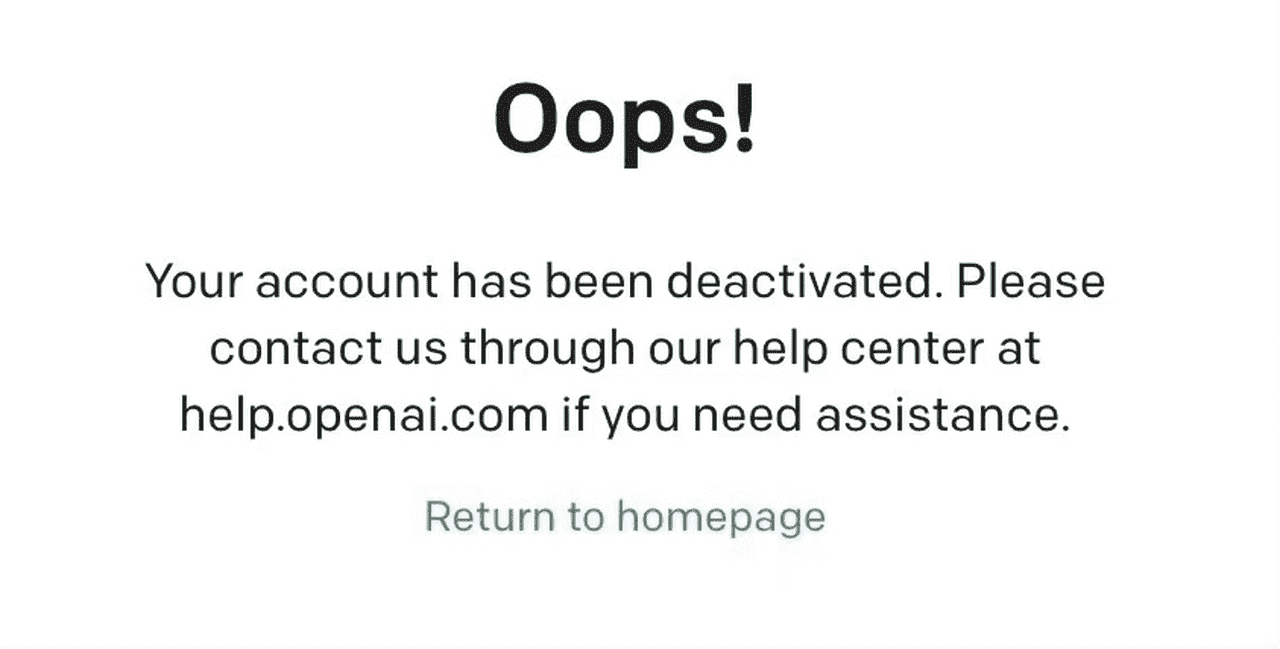 Oops!
Your account has been deactivated. Please
contact us through our help center at
help.openai.com if you need assistance.
Return to homepage